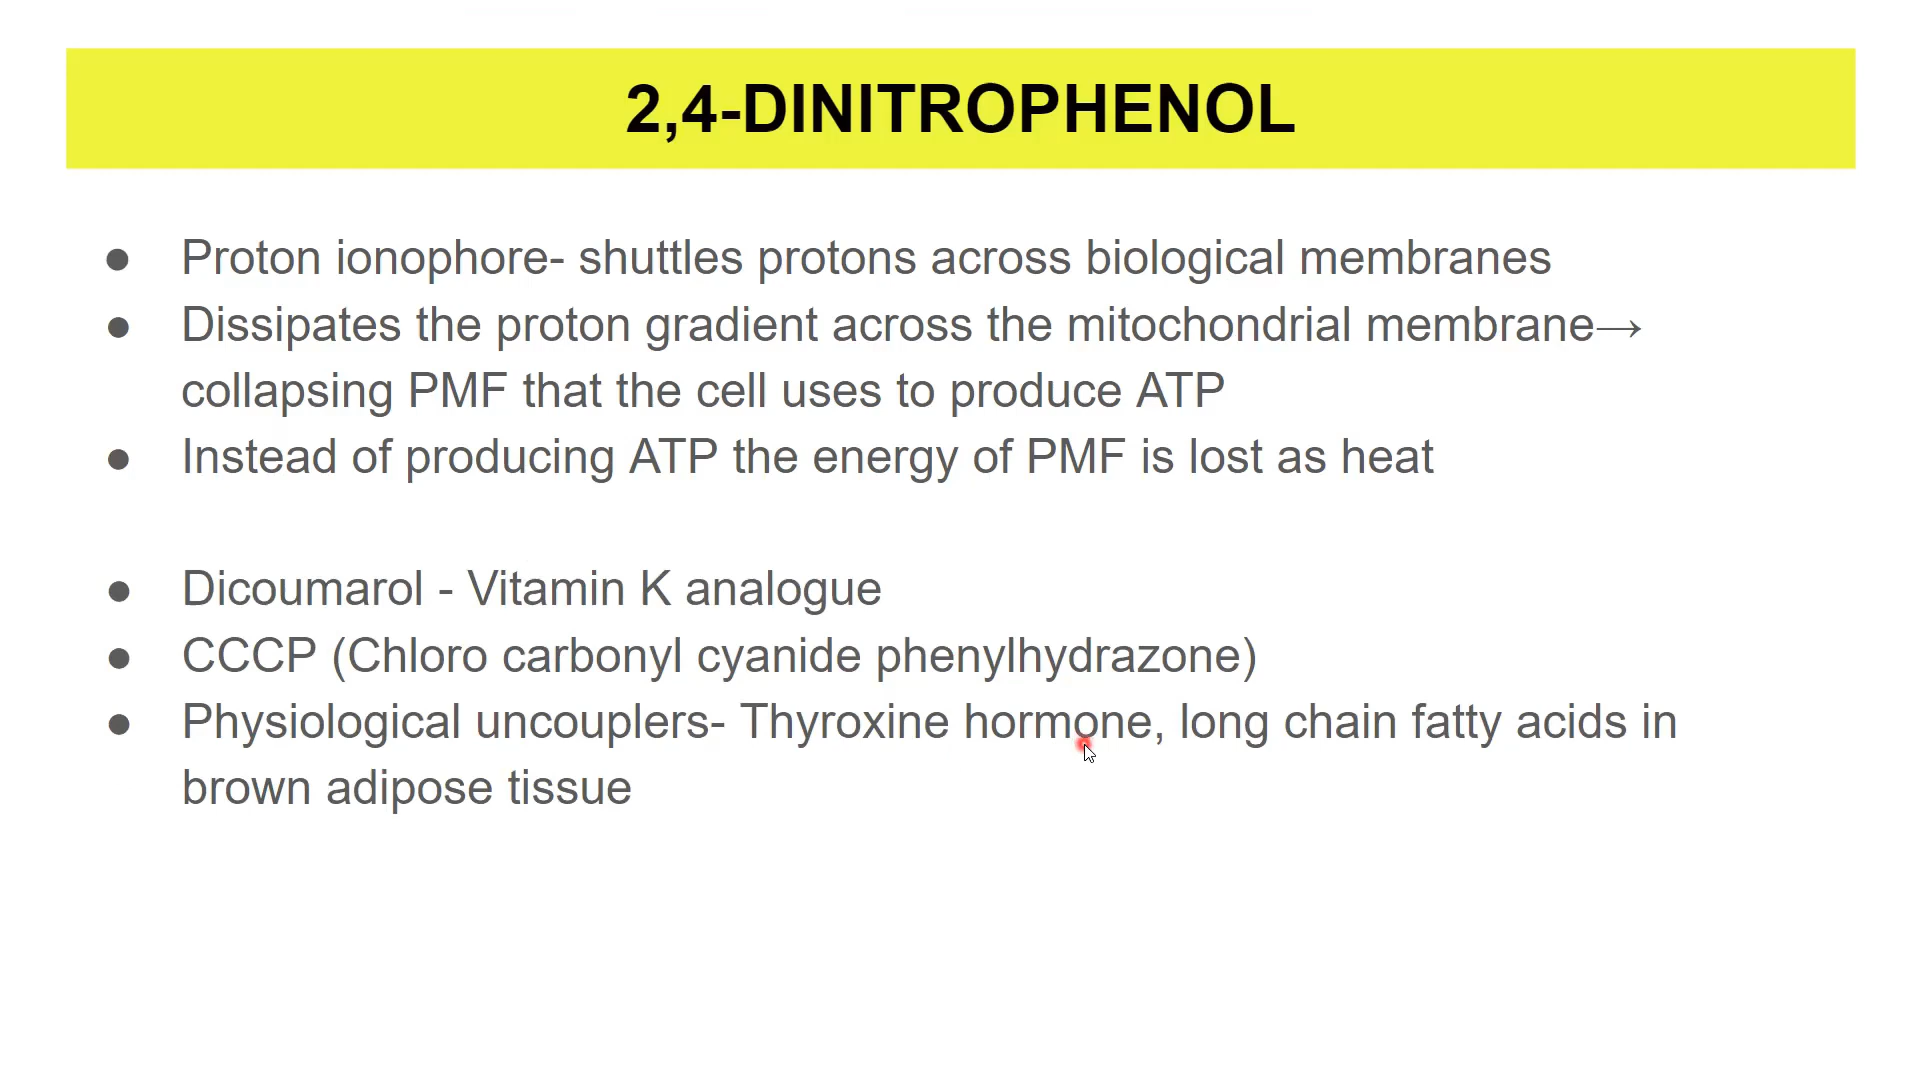 2,4-DINITROPHENOL
● Proton ionophore- shuttles protons across biological membranes
● Dissipates the proton gradient across the mitochondrial membrane→
collapsing PMF that the cell uses to produce ATP
● Instead of producing ATP the energy of PMF is lost as heat
● Dicoumarol - Vitamin K analogue
● CCCP (Chloro carbonyl cyanide phenylhydrazone)
● Physiological uncouplers- Thyroxine hormone, long chain fatty acids in
brown adipose tissue